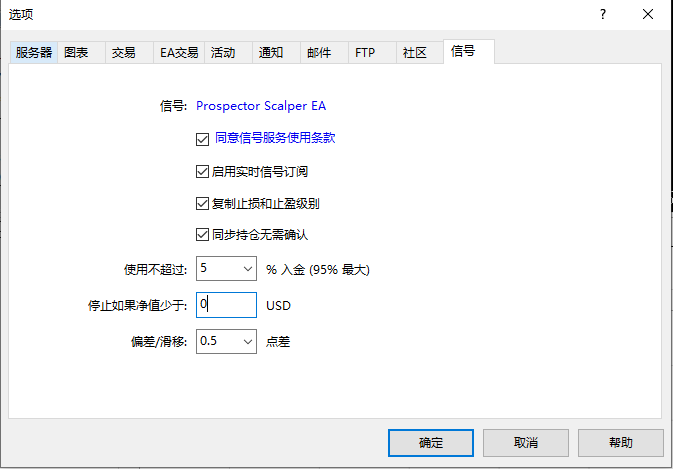 选项
服务器 图表 交易 EA交易 活动 通知 邮件 FTP 社区 信号
信号: Prospector Scalper EA
同意信号服务使用条款
启用实时信号订阅
复制止损和止盈级别
同步持仓无需确认
使用不超过: 5 % 入金 (95% 最大)
停止如果净值少于: 0 USD
偏差/滑移: 0.5 点差
确定 取消 帮助